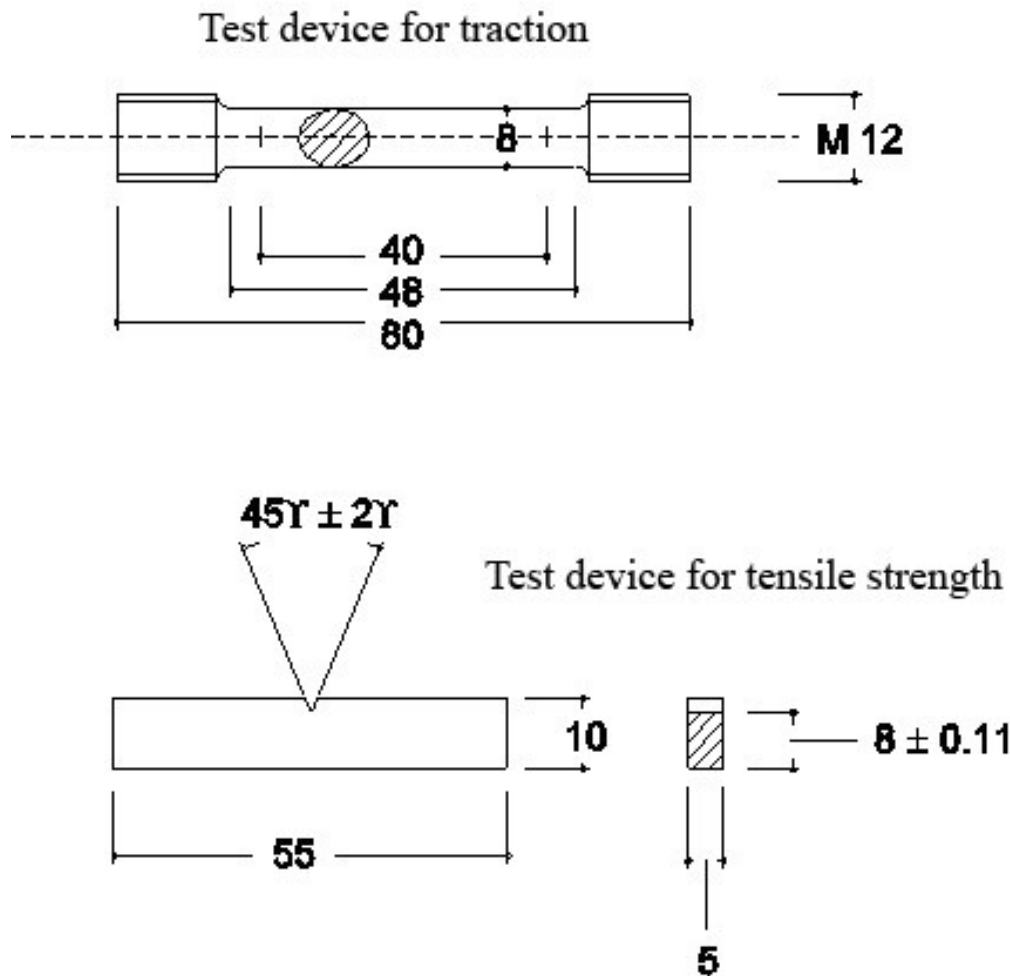 Test device for traction
8
M 12
40
48
80
45ϒ ± 2ϒ
Test device for tensile strength
10
8 ± 0.11
55
5